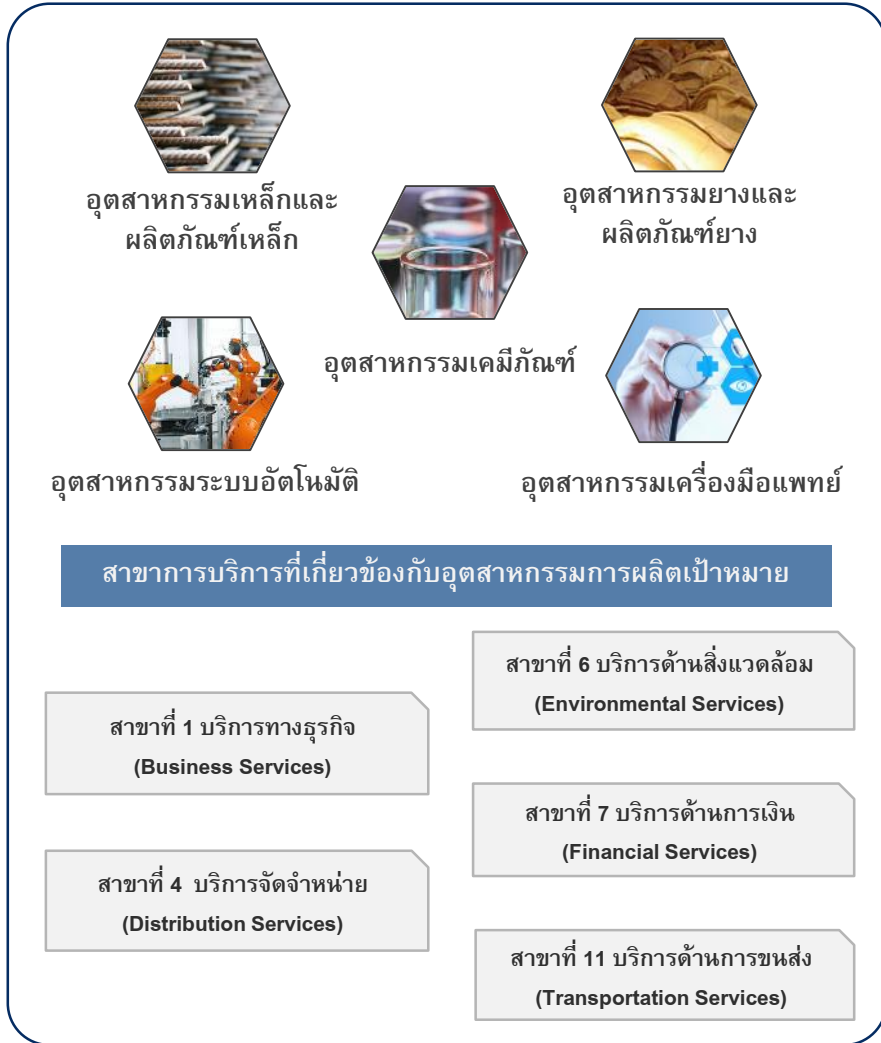 อุตสาหกรรมเหล็กและ
ผลิตภัณฑ์เหล็ก
อุตสาหกรรมยางและ
ผลิตภัณฑ์ยาง
อุตสาหกรรมเคมีภัณฑ์
อุตสาหกรรมระบบอัตโนมัติ
อุตสาหกรรมเครื่องมือแพทย์
สาขาการบริการที่เกี่ยวข้องกับอุตสาหกรรมการผลิตเป้าหมาย
สาขาที่ 1 บริการทางธุรกิจ
(Business Services)
สาขาที่ 4 บริการจัดจำหน่าย
(Distribution Services)
สาขาที่ 6 บริการด้านสิ่งแวดล้อม
(Environmental Services)
สาขาที่ 7 บริการด้านการเงิน
(Financial Services)
สาขาที่ 11 บริการด้านการขนส่ง
(Transportation Services)